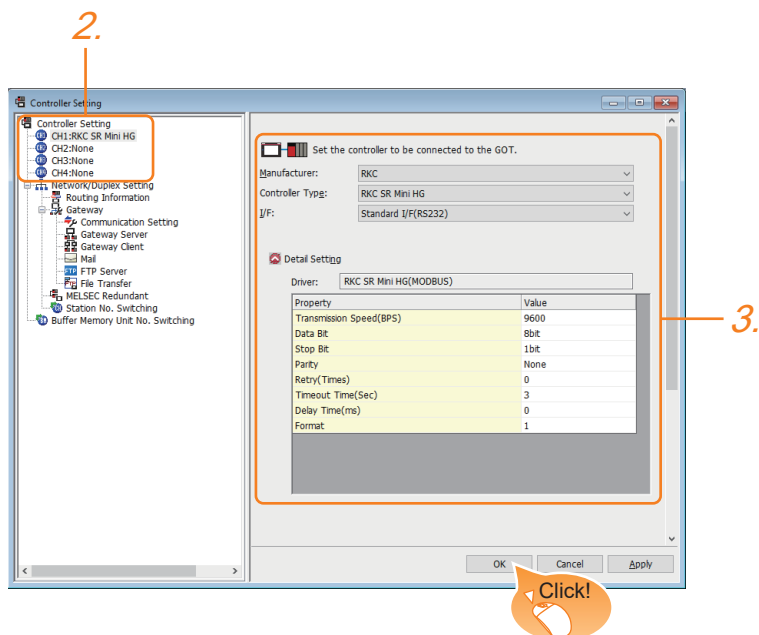 2.
Controller Setting
Controller Setting
CH1:RKC SR Mini HG
CH2:None
CH3:None
CH4:None
Network/Duplex Setting
Routing Information
Gateway
Communication Setting
Gateway Server
Gateway Client
Mail
FTP FTP Server
File Transfer
MELSEC Redundant
Station No. Switching
Buffer Memory Unit No. Switching
Set the controller to be connected to the GOT.
Manufacturer: RKC
Controller Type: RKC SR Mini HG
I/F: Standard I/F(RS232)
Detail Setting
Driver: RKC SR Mini HG(MODBUS)
Property Value
Transmission Speed(BPS) 9600
Data Bit 8bit
Stop Bit 1bit
Parity None
Retry(Times) 0
Timeout Time(Sec) 3
Delay Time(ms) 0
Format 1
3.
OK Cancel Apply
Click!